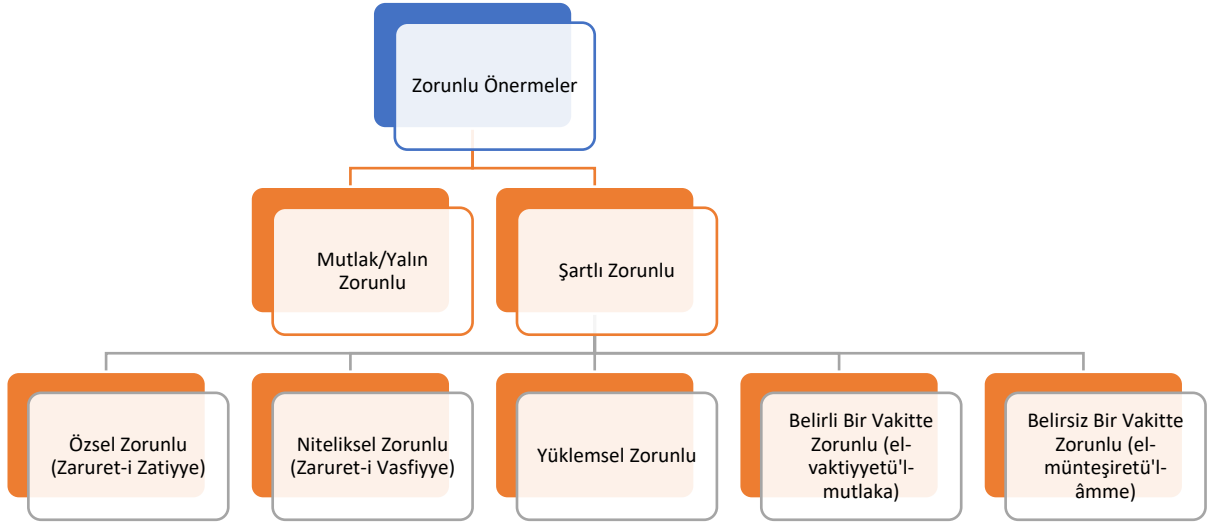 Zorunlu Önermeler
Mutlak/Yalın
Zorunlu
Şartlı Zorunlu
Özsel Zorunlu
(Zaruret-i Zatiyye)
Niteliksel Zorunlu
(Zaruret-i Vasfiyye)
Yüklemsel Zorunlu
Belirli Bir Vakitte
Zorunlu (el-
vaktiyyetü'l-
mutlaka)
Belirsiz Bir Vakitte
Zorunlu (el-
münteşiretü'l-
âmme)